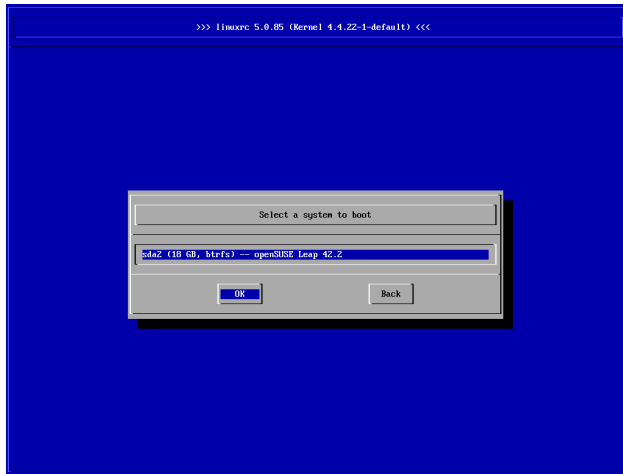 >>> linuxrc 5.0.85 (Kernel 4.4.22-1-default) <<<
Select a system to boot
sda2 (18 GB, btrfs) -- openSUSE Leap 42.2
OK
Back